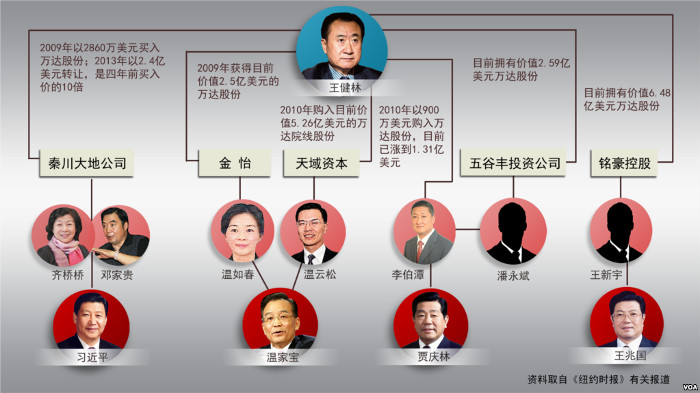 2009年以2860万美元买入
万达股份；2013年以2.4亿
美元转让，是四年前买入
价的10倍
2009年获得目前
价值2.5亿美元的
万达股份
王健林
目前拥有价值2.59亿
美元万达股份
目前拥有价值6.48
亿美元万达股份
2010年购入目前价
值5.26亿美元的万
达院线股份
2010年以900
万美元购入万
达股份，目前
已涨到1.31亿
美元
秦川大地公司
金 怡
天域资本
五谷丰投资公司
铭豪控股
齐桥桥
邓家贵
温如春
温云松
李伯潭
潘永斌
王新宇
习近平
温家宝
贾庆林
王兆国
资料取自《纽约时报》有关报道
VOA